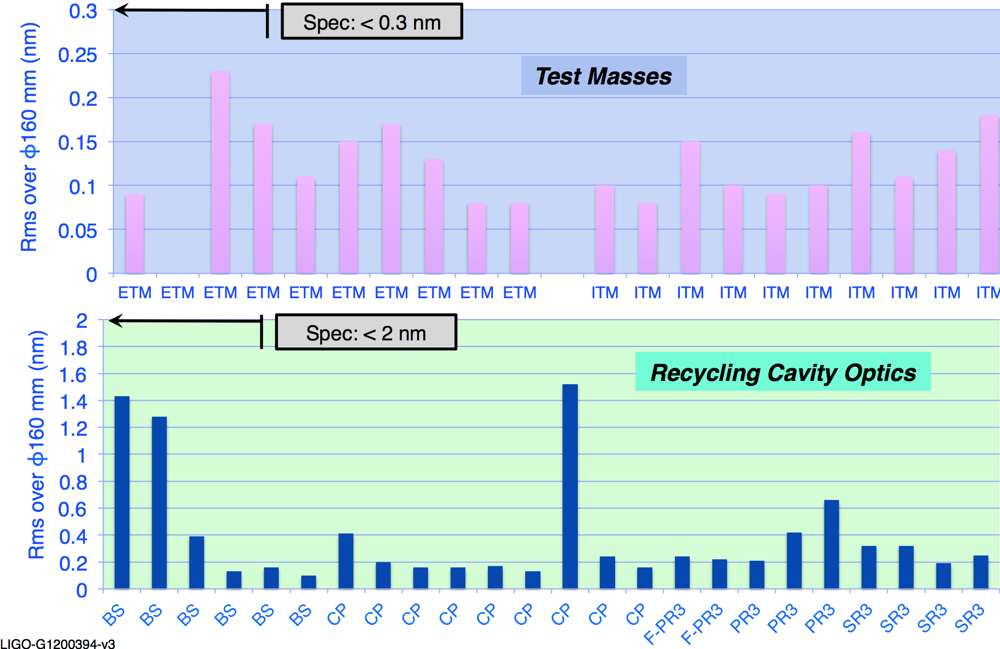 Rms over ϕ160 mm (nm)
0.3
0.25
0.2
0.15
0.1
0.05
0
Spec: < 0.3 nm
Test Masses
ETM ETM ETM ETM ETM ETM ETM ETM ETM ETM ITM ITM ITM ITM ITM ITM ITM ITM ITM ITM
Rms over ϕ160 mm (nm)
2
1.8
1.6
1.4
1.2
1
0.8
0.6
0.4
0.2
0
Spec: < 2 nm
Recycling Cavity Optics
BS BS BS BS BS BS CP CP CP CP CP CP CP CP CP F-PR3 F-PR3 PR3 PR3 PR3 SR3 SR3 SR3 SR3
LIGO-G1200394-v3